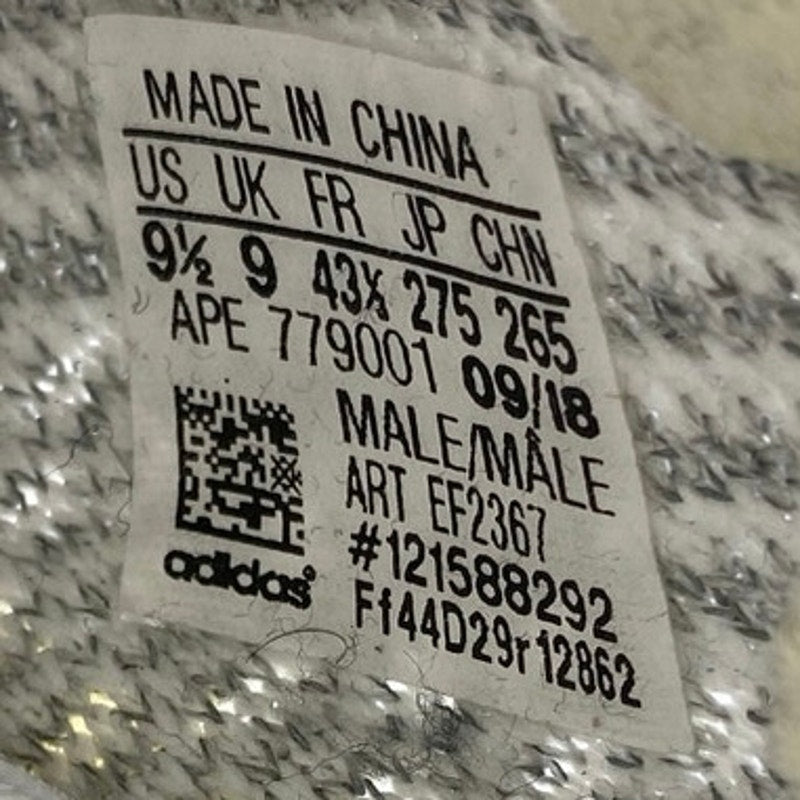 MADE IN CHINA
US UK FR JP CHN
9½ 9 43⅓ 275 265
APE 779001 09/18
MALE/MÂLE
ART EF2367
#121588292
Ff44D29r12862
adidas®